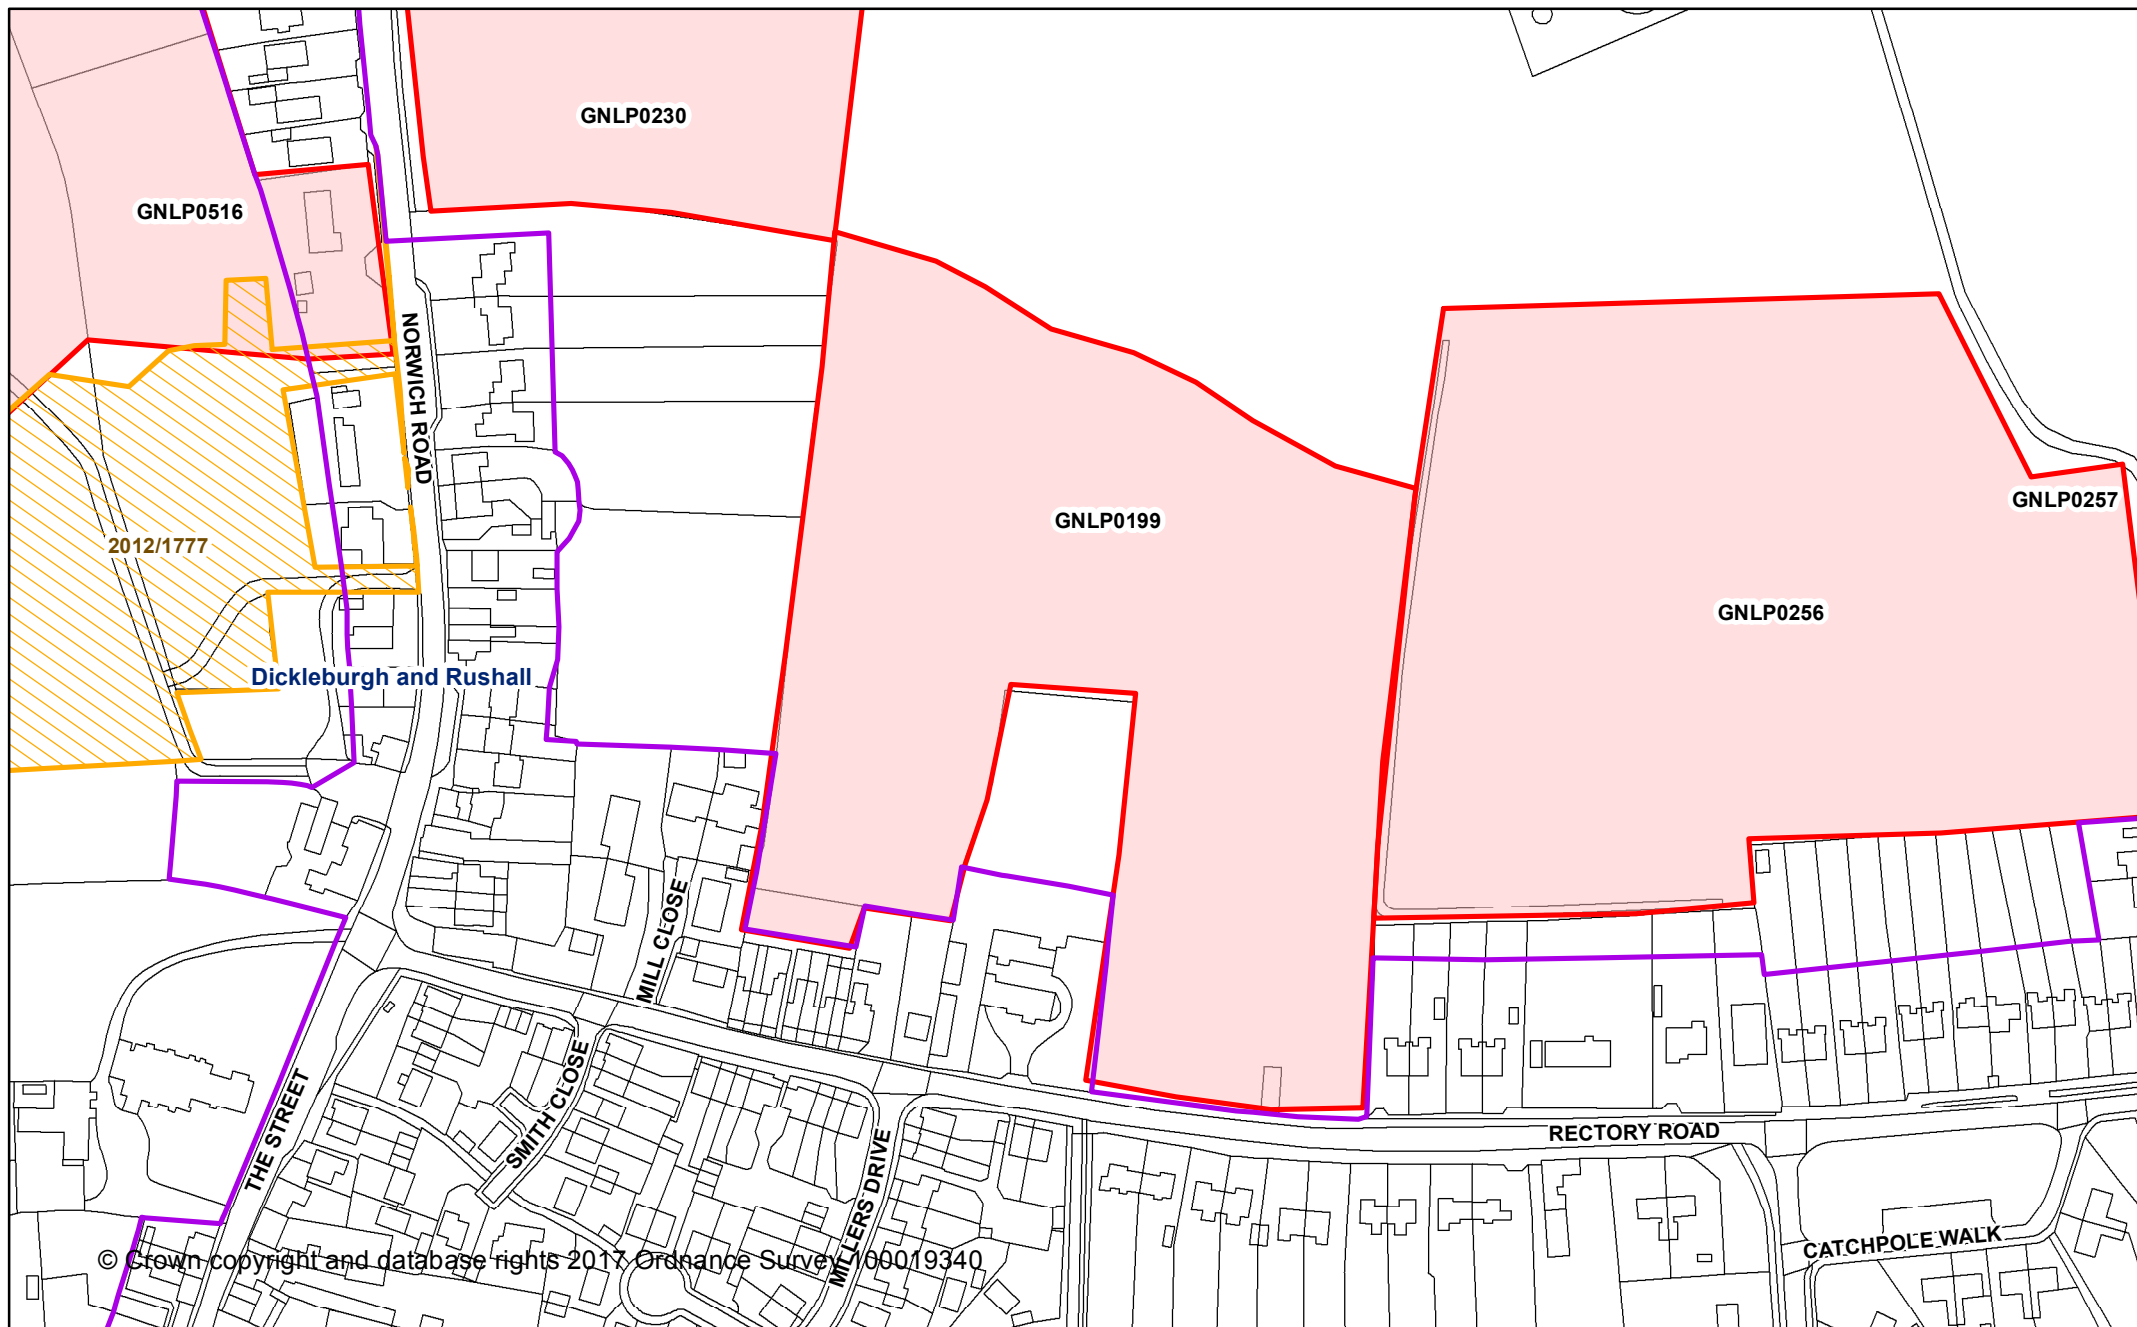 GNLP0230
GNLP0516
NORWICH ROAD
GNLP0257
GNLP0199
2012/1777
GNLP0256
Dickleburgh and Rushall
MILL CLOSE
SMITH CLOSE
THE STREET
MILLERS DRIVE
RECTORY ROAD
CATCHPOLE WALK
© Crown copyright and database rights 2017 Ordnance Survey 100019340